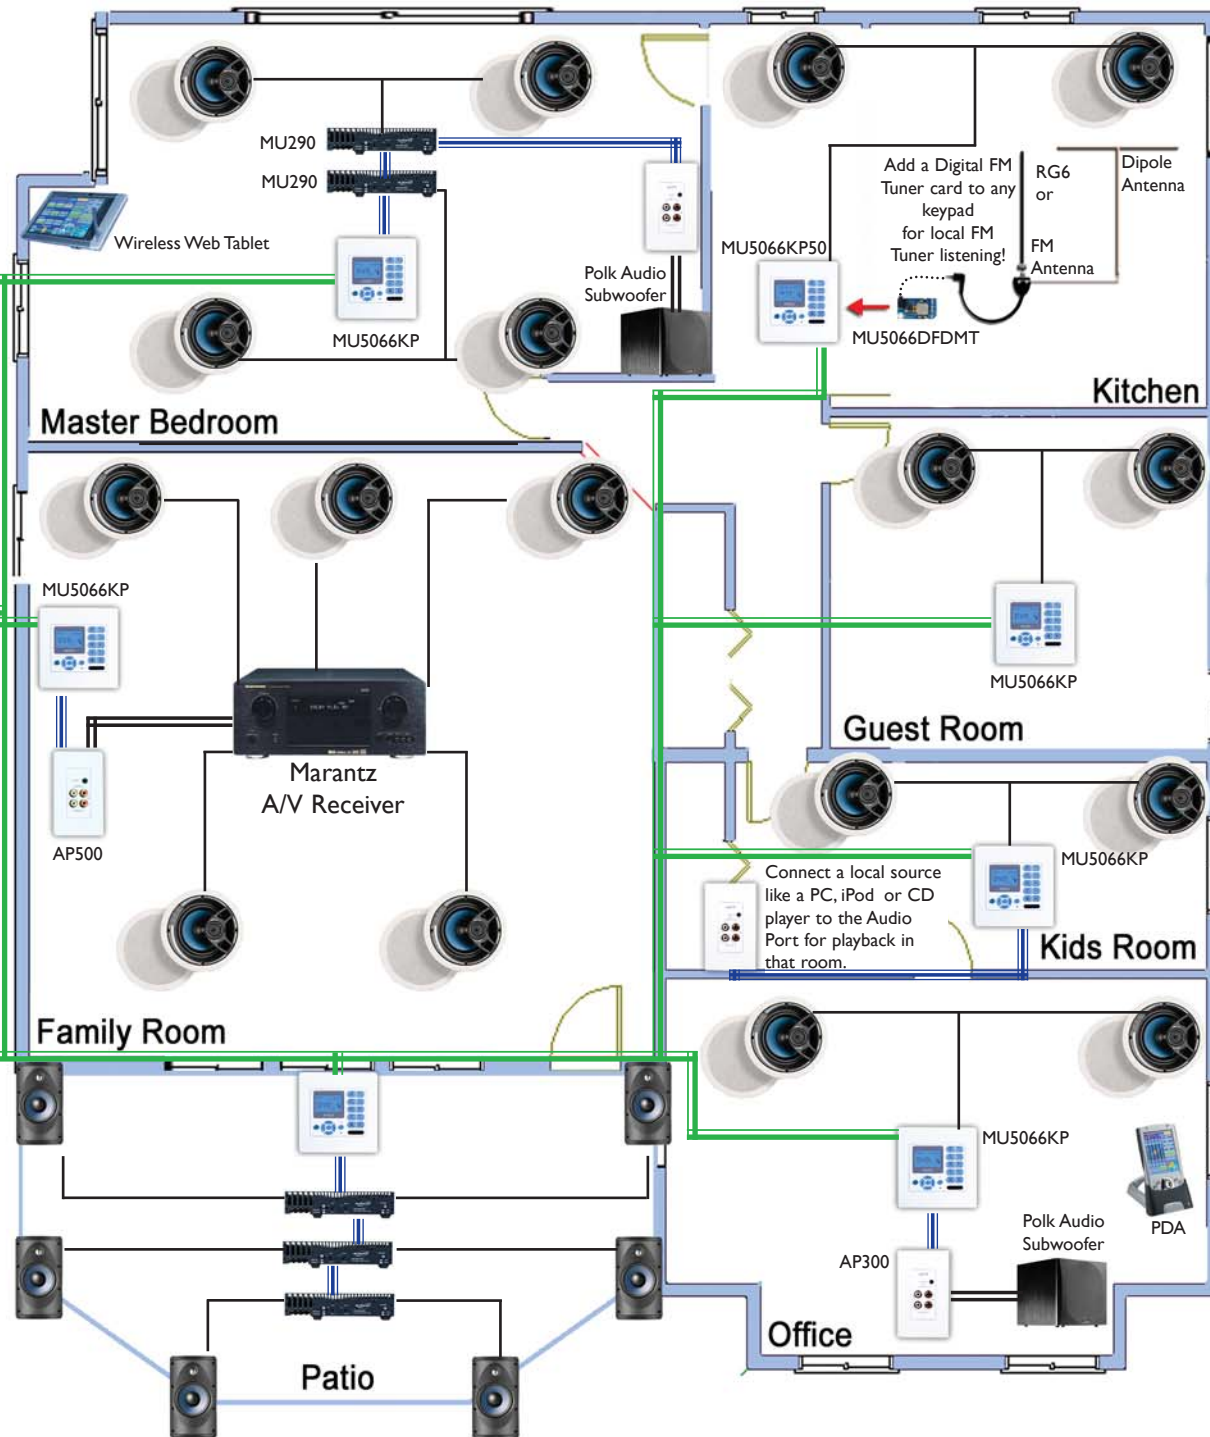 MU290
MU290
Wireless Web Tablet
MU5066KP
Polk Audio
Subwoofer
Master Bedroom
MU5066KP50
Add a Digital FM
Tuner card to any
keypad
for local FM
Tuner listening!
RG6
or
Dipole
Antenna
FM
Antenna
MU5066DFDMT
Kitchen
MU5066KP
Marantz
A/V Receiver
AP500
Family Room
MU5066KP
Guest Room
MU5066KP
Connect a local source
like a PC, iPod or CD
player to the Audio
Port for playback in
that room.
Kids Room
MU5066KP
PDA
AP300
Polk Audio
Subwoofer
Office
Patio